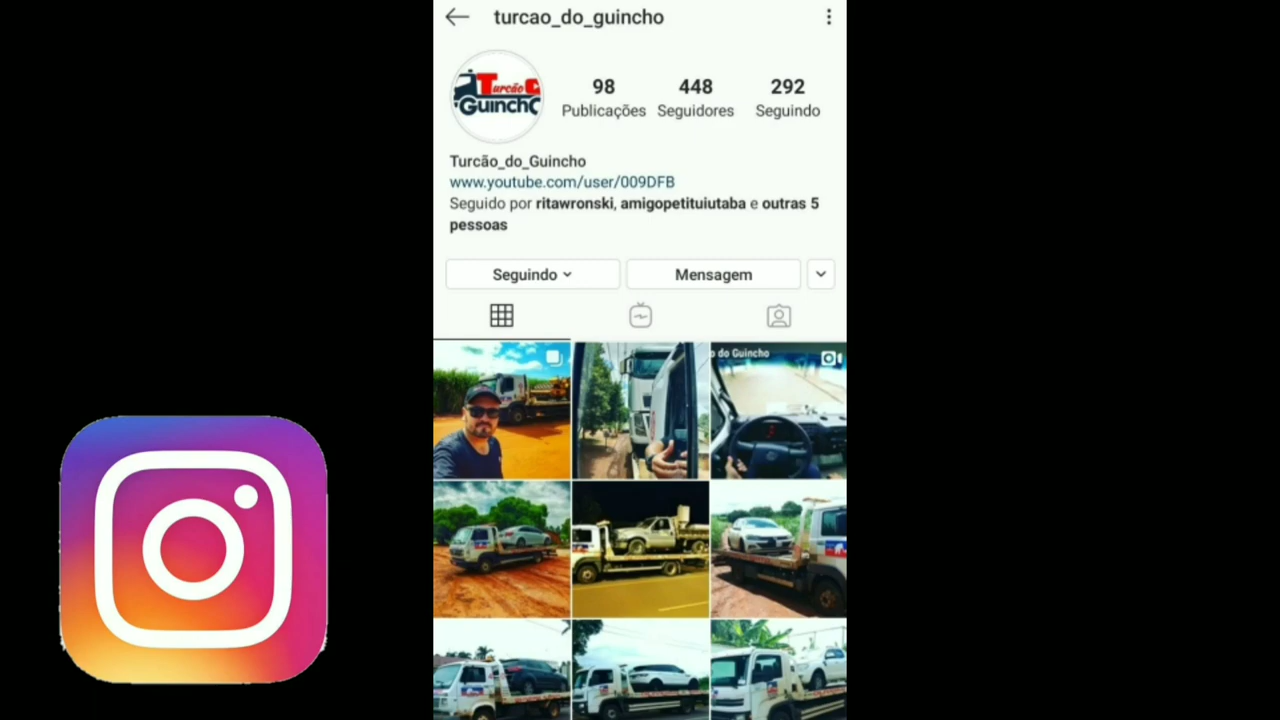 turcao_do_guincho
Turcão
Guincho
98
448
292
Publicações
Seguidores
Seguindo
Turcão_do_Guincho
www.youtube.com/user/009DFB
Seguido por ritawronski, amigopetituiutaba e outras 5
pessoas
Seguindo
Mensagem
o do Guincho